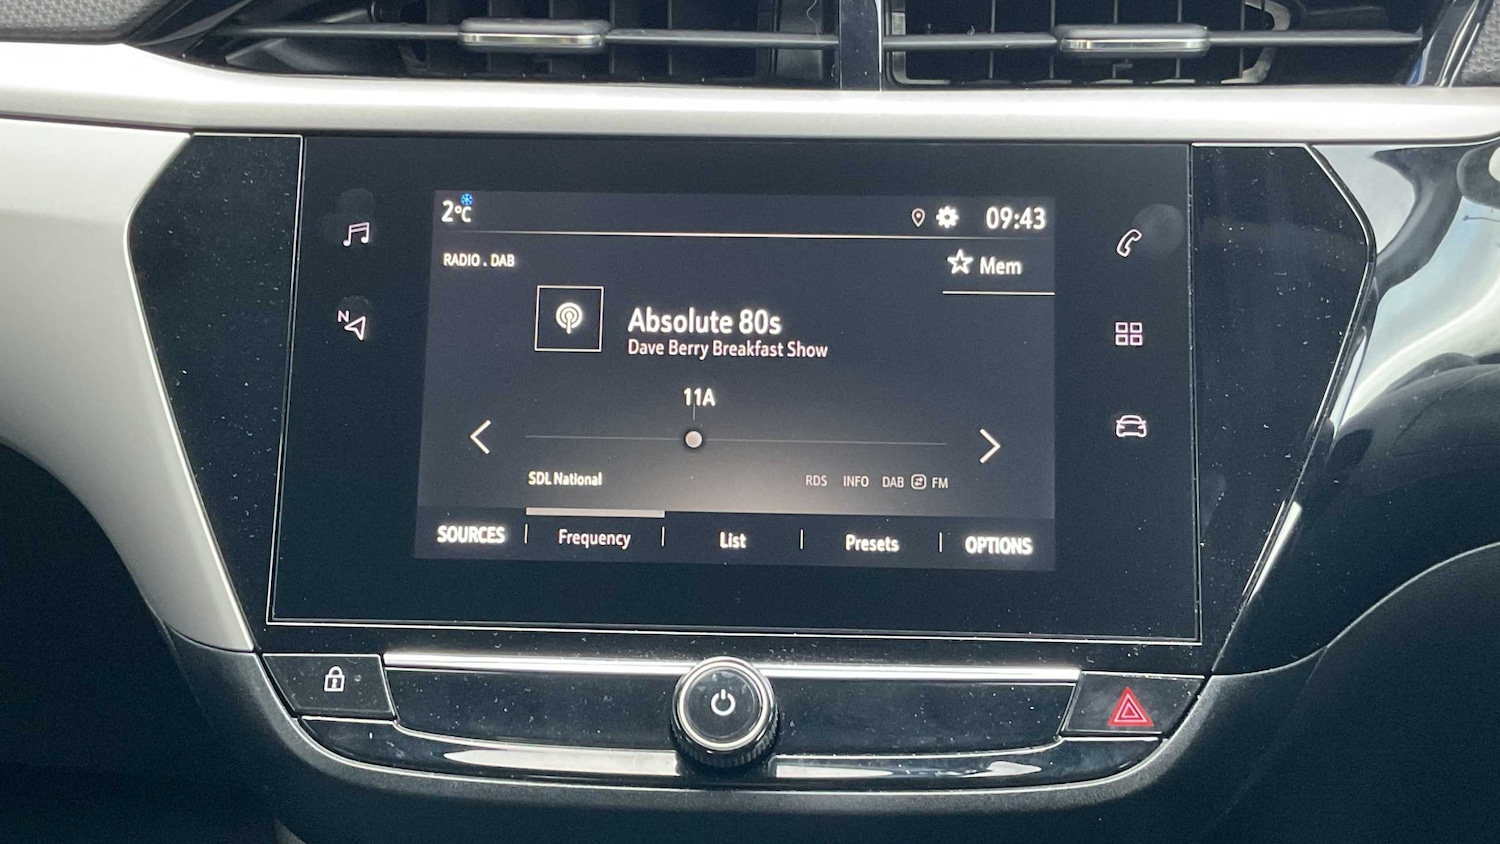 2°C
09:43
RADIO . DAB
Mem
Absolute 80s
Dave Berry Breakfast Show
N
11A
SDL National
RDS INFO DAB FM
SOURCES Frequency List Presets OPTIONS